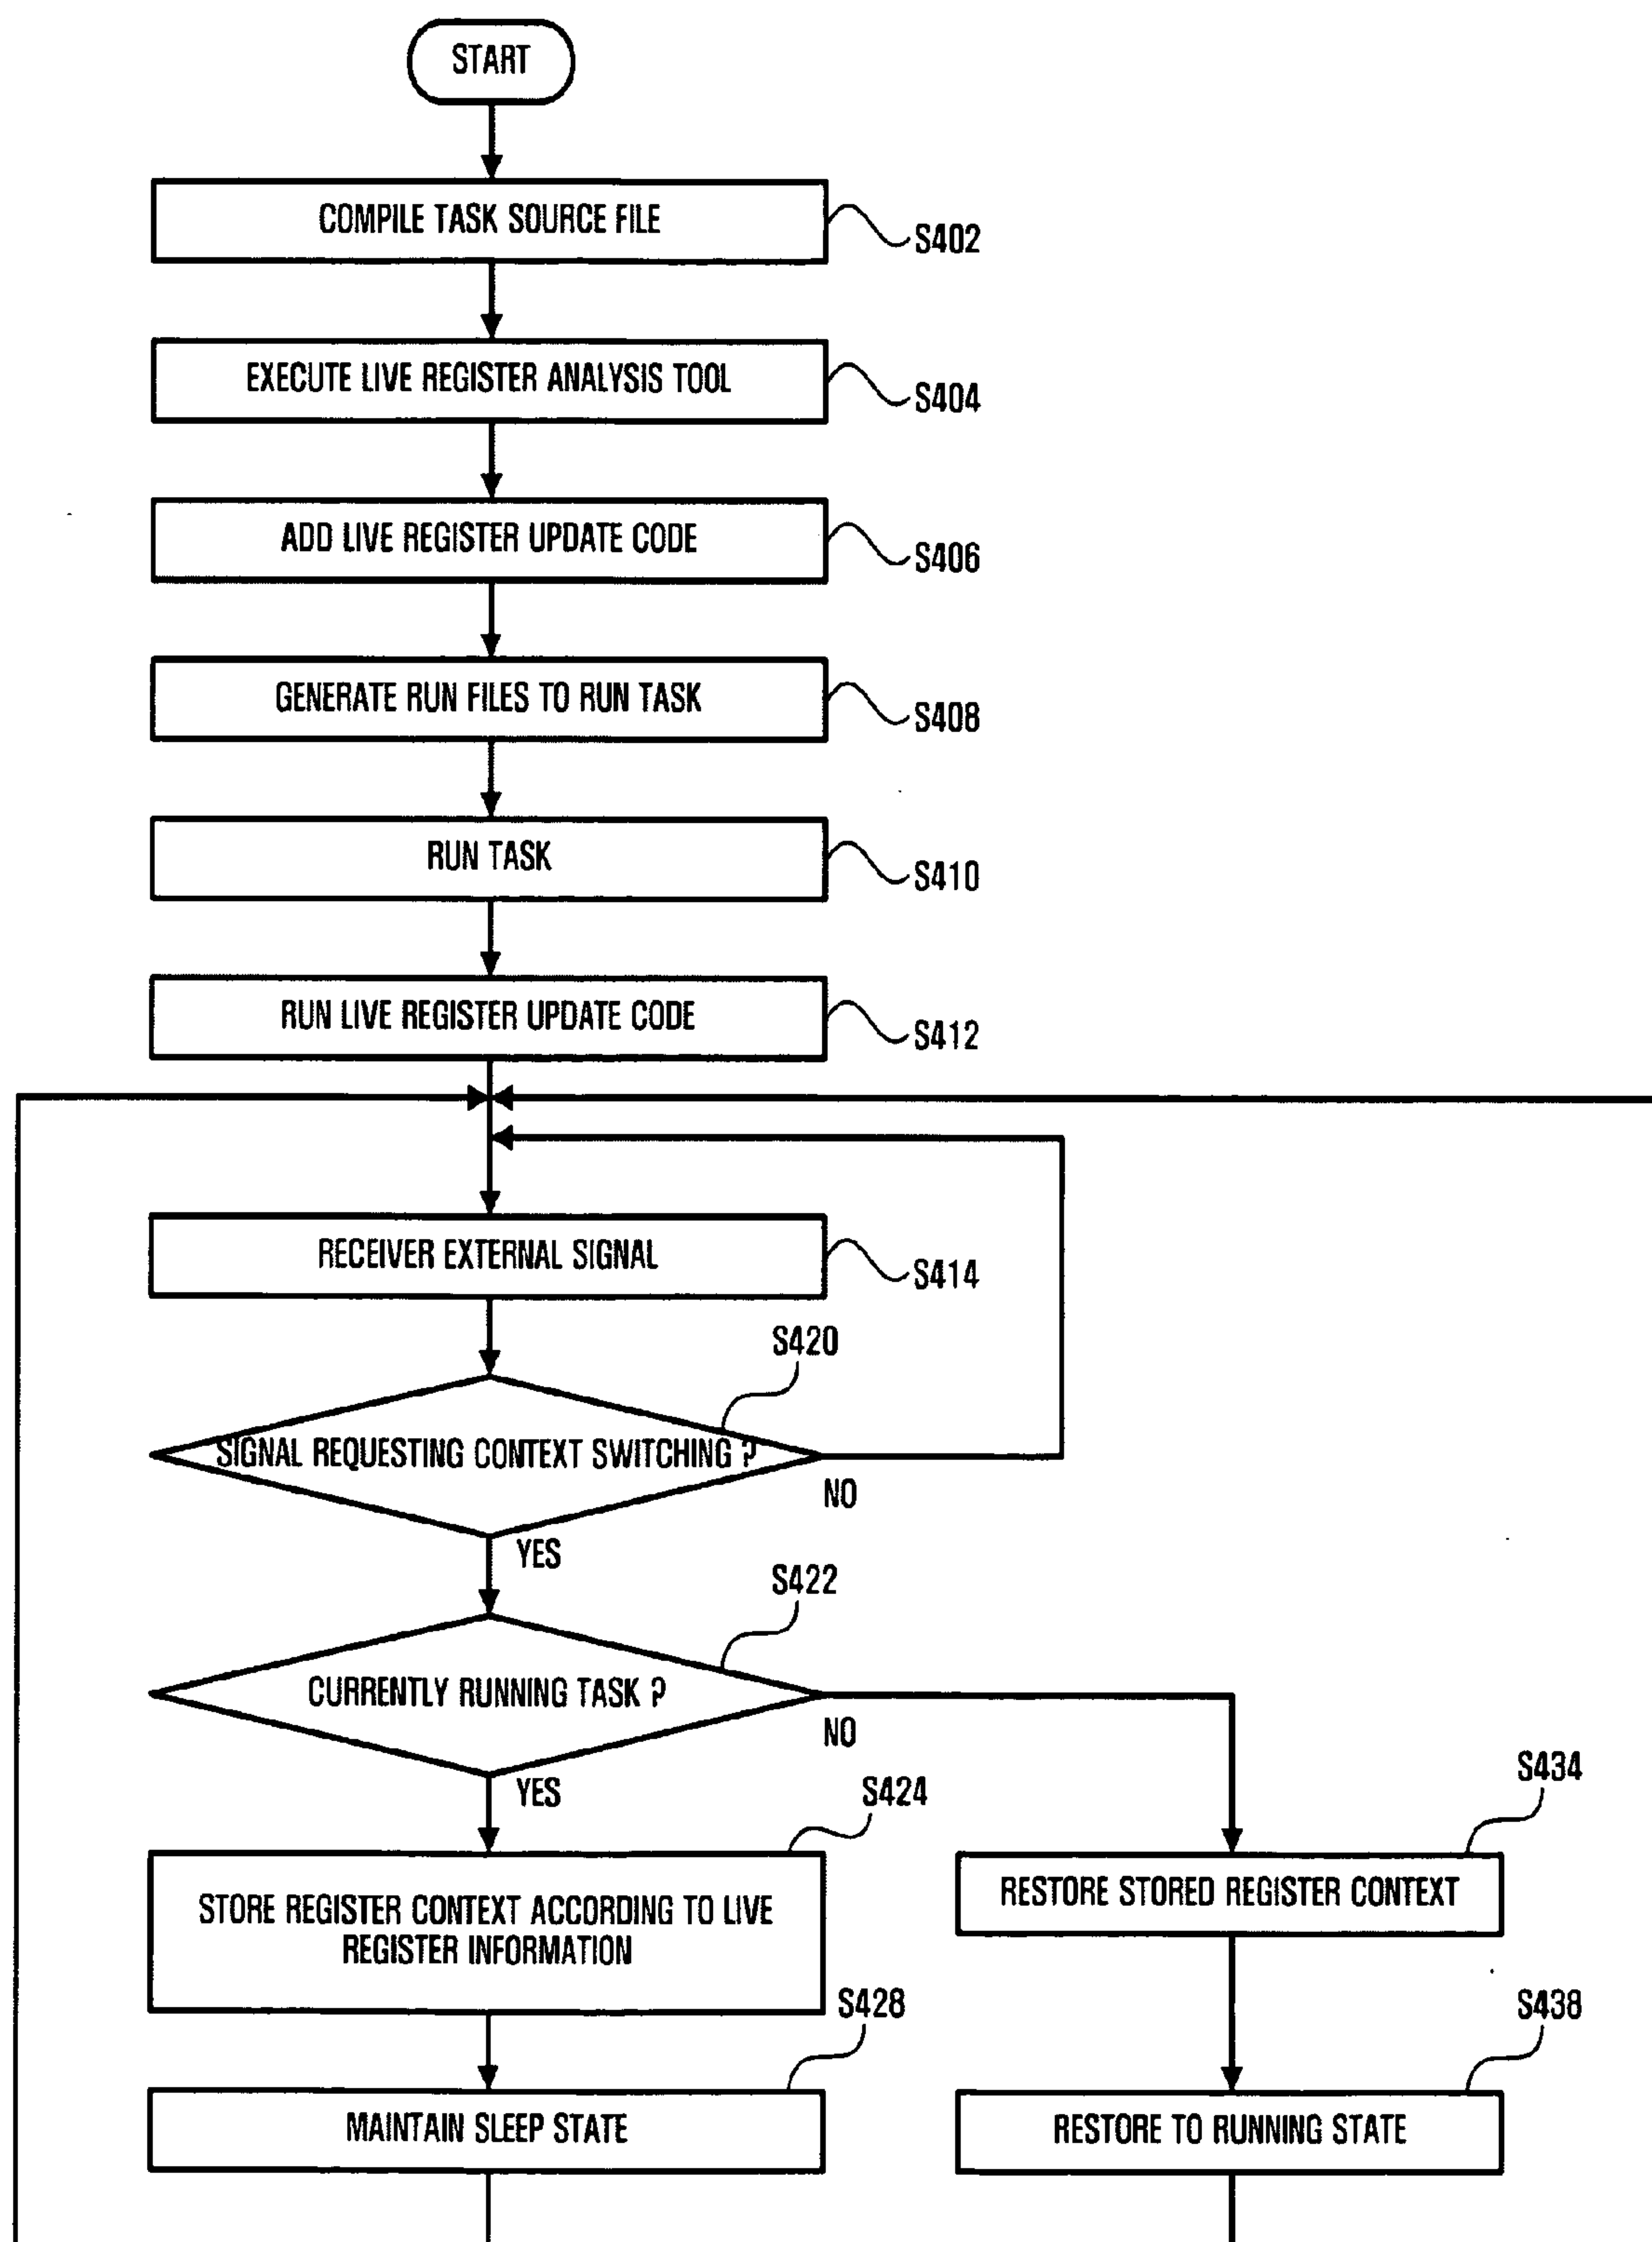 START
COMPILE TASK SOURCE FILE
S402
EXECUTE LIVE REGISTER ANALYSIS TOOL
S404
ADD LIVE REGISTER UPDATE CODE
S406
GENERATE RUN FILES TO RUN TASK
S408
RUN TASK
S410
RUN LIVE REGISTER UPDATE CODE
S412
RECEIVER EXTERNAL SIGNAL
S414
S420
SIGNAL REQUESTING CONTEXT SWITCHING ?
NO
YES
S422
CURRENTLY RUNNING TASK ?
NO
YES
S424
STORE REGISTER CONTEXT ACCORDING TO LIVE
REGISTER INFORMATION
S434
RESTORE STORED REGISTER CONTEXT
S428
MAINTAIN SLEEP STATE
S438
RESTORE TO RUNNING STATE